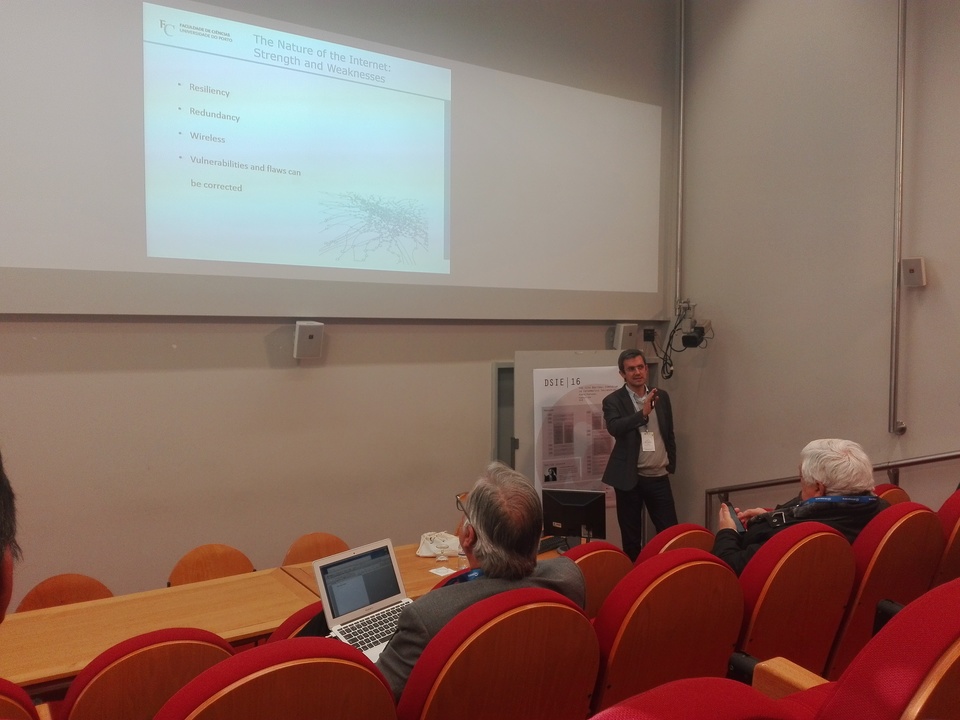 FC
FACULDADE DE CIÊNCIAS
UNIVERSIDADE DO PORTO
The Nature of the Internet:
Strength and Weaknesses
• Resiliency
• Redundancy
• Wireless
• Vulnerabilities and flaws can
be corrected
DSIE|16